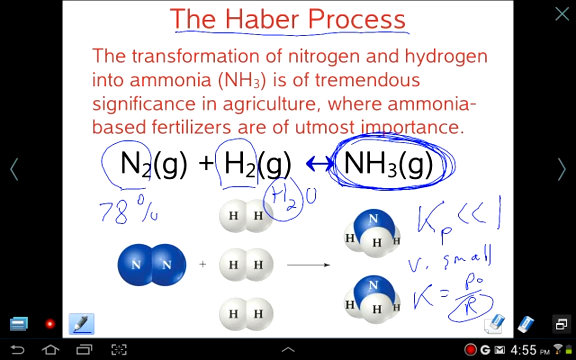 The Haber Process
The transformation of nitrogen and hydrogen
into ammonia (NH₃) is of tremendous
significance in agriculture, where ammonia-
based fertilizers are of utmost importance.
N₂(g) + H₂(g) ↔ NH₃(g)
78% H₂O
H H
N N + H H → N H H H
H H
N H H H
Kp << 1
v. small
K =
G 4:55 PM